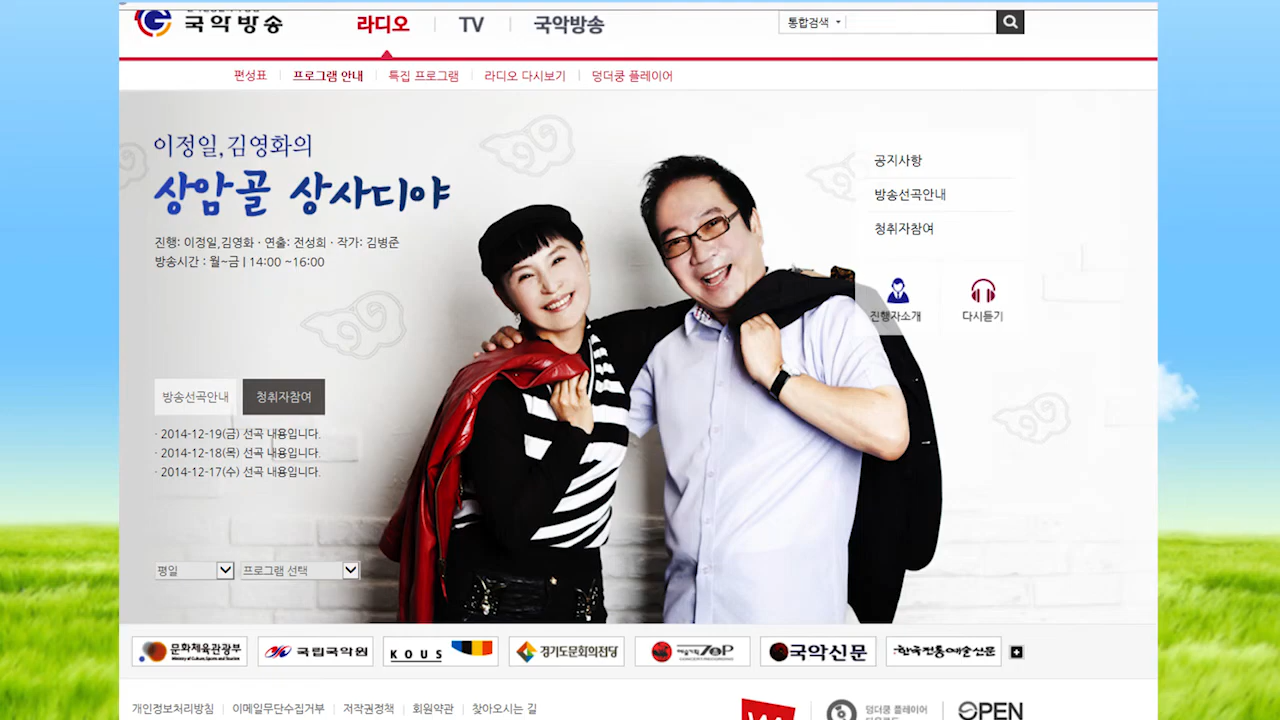 국악방송
라디오
TV
국악방송
통합검색
편성표
프로그램 안내
특집 프로그램
라디오 다시보기
덩더쿵 플레이어
이정일,김영화의
상암골 상사디야
진행: 이정일,김영화 · 연출: 전성희 · 작가: 김병준
방송시간 : 월~금 | 14:00 ~16:00
공지사항
방송선곡안내
청취자참여
진행자소개
다시듣기
방송선곡안내
청취자참여
· 2014-12-19(금) 선곡 내용입니다.
· 2014-12-18(목) 선곡 내용입니다.
· 2014-12-17(수) 선곡 내용입니다.
평일
프로그램 선택
문화체육관광부
Ministry of Culture, Sports and Tourism
국립국악원
KOUS
경기도문화의전당
국악신문
한국전통예술신문
개인정보처리방침
이메일무단수집거부
저작권정책
회원약관
찾아오시는 길
덩더쿵 플레이어
OPEN